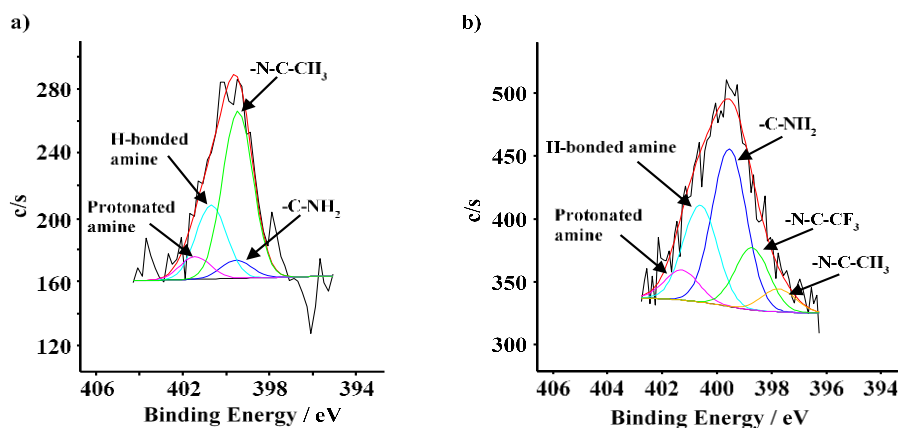 a)
-N-C-CH3
H-bonded
amine
Protonated
amine
-C-NH2
c/s
280
240
200
160
120
406
402
398
394
Binding Energy / eV
b)
-C-NH2
H-bonded amine
Protonated
amine
-N-C-CF3
-N-C-CH3
c/s
500
450
400
350
300
406
404
402
400
398
396
394
Binding Energy / eV